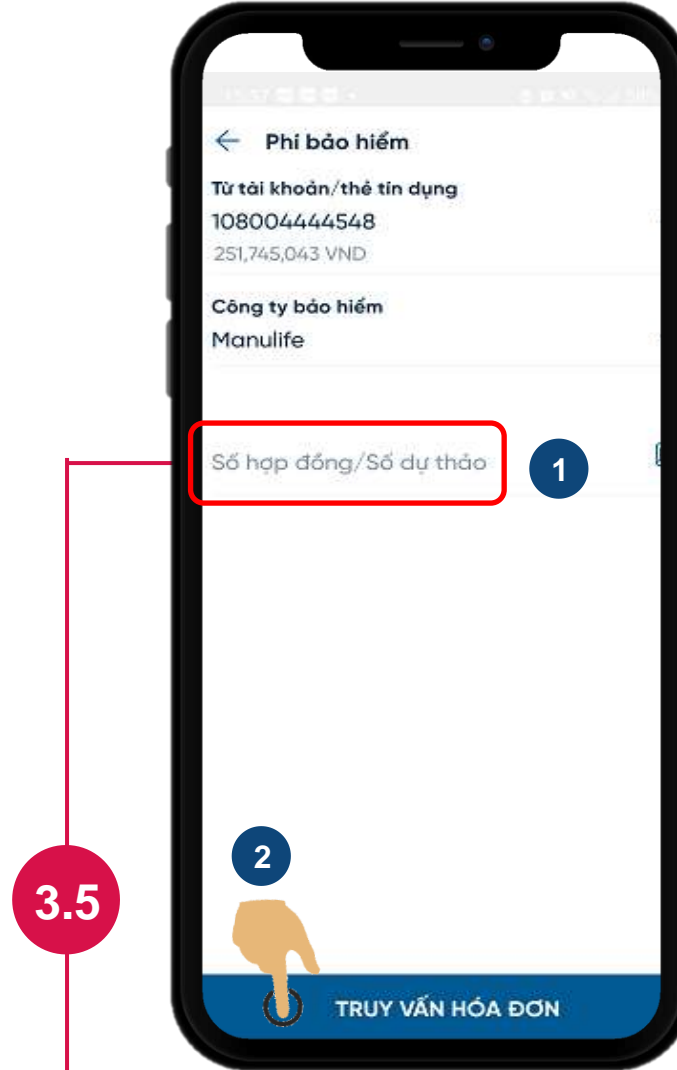 Phí bảo hiểm
Từ tài khoản/thẻ tín dụng
108004444548
251,745,043 VND
Công ty bảo hiểm
Manulife
Số hợp đồng/Số dự thảo
1
2
3.5
TRUY VẤN HÓA ĐƠN